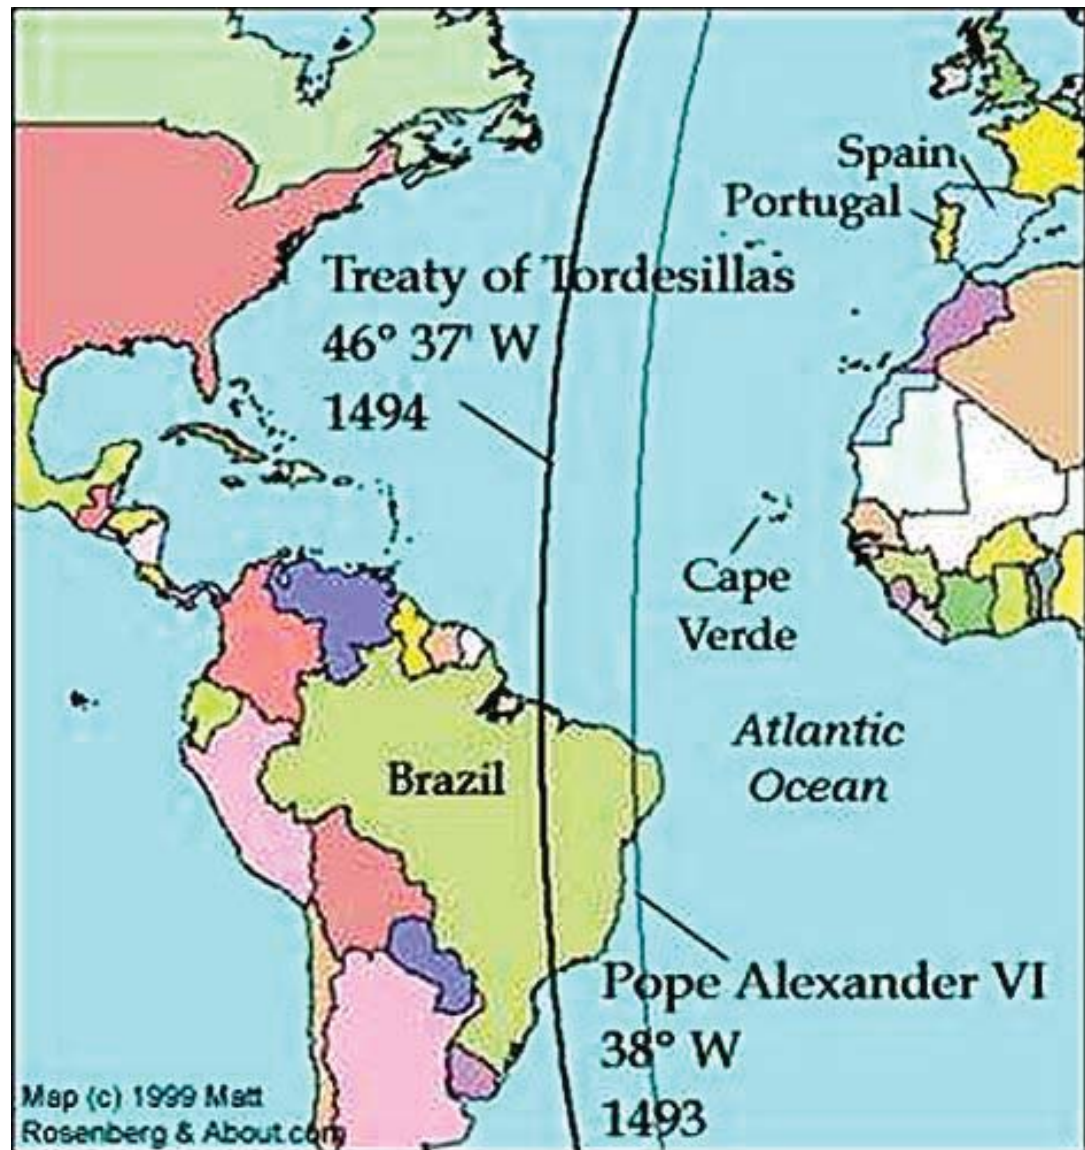 Spain
Portugal
Treaty of Tordesillas
46° 37' W
1494
Cape
Verde
Atlantic
Ocean
Brazil
Pope Alexander VI
38° W
1493
Map (c) 1999 Matt
Rosenberg & About.com